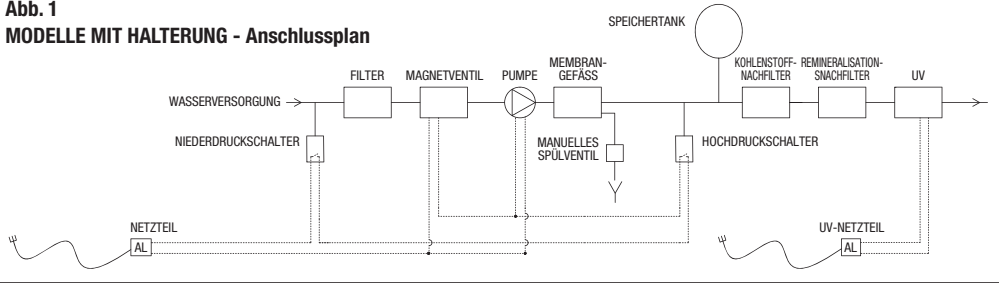 Abb. 1
MODELLE MIT HALTERUNG - Anschlussplan
SPEICHERTANK
FILTER
MAGNETVENTIL
PUMPE
MEMBRAN-
GEFÄSS
KOHLENSTOFF-
NACHFILTER
REMINERALISATION-
SNACHFILTER
UV
WASSERVERSORGUNG
NIEDERDRUCKSCHALTER
MANUELLES
SPÜLVENTIL
HOCHDRUCKSCHALTER
NETZTEIL
AL
UV-NETZTEIL
AL